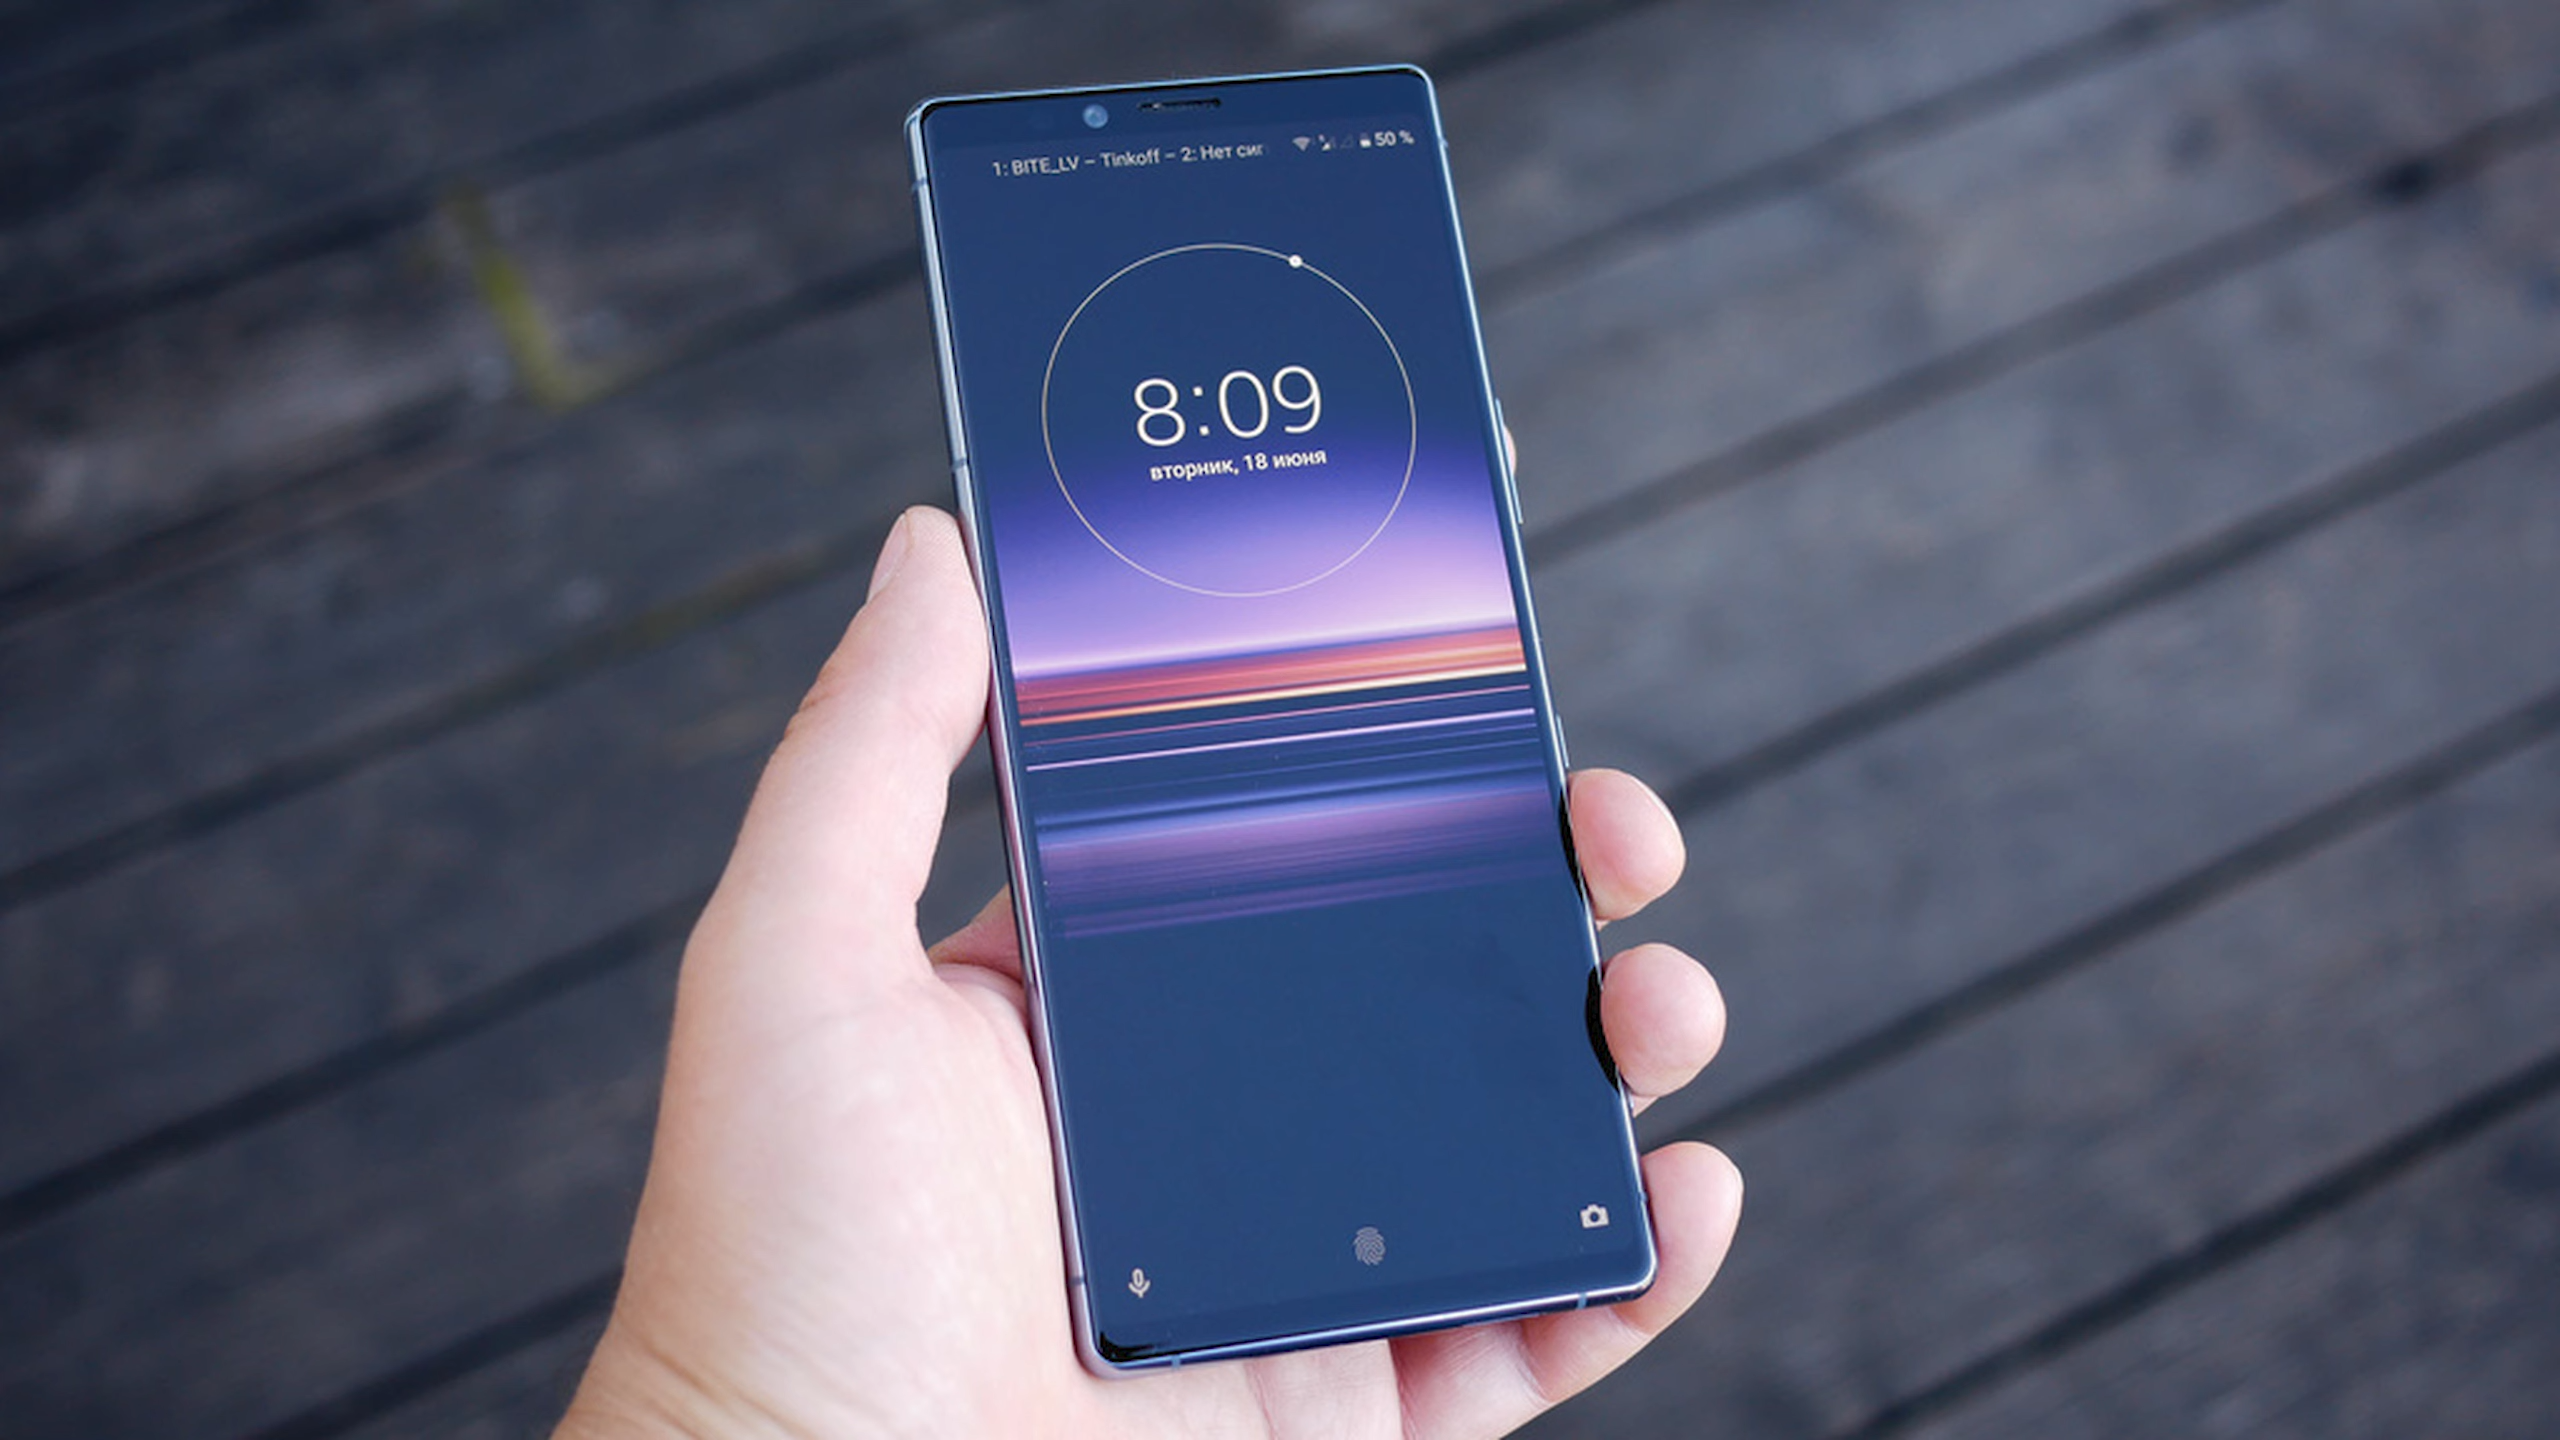 1: BITE_LV – Tinkoff – 2: Нет сиг
50 %
8:09
вторник, 18 июня